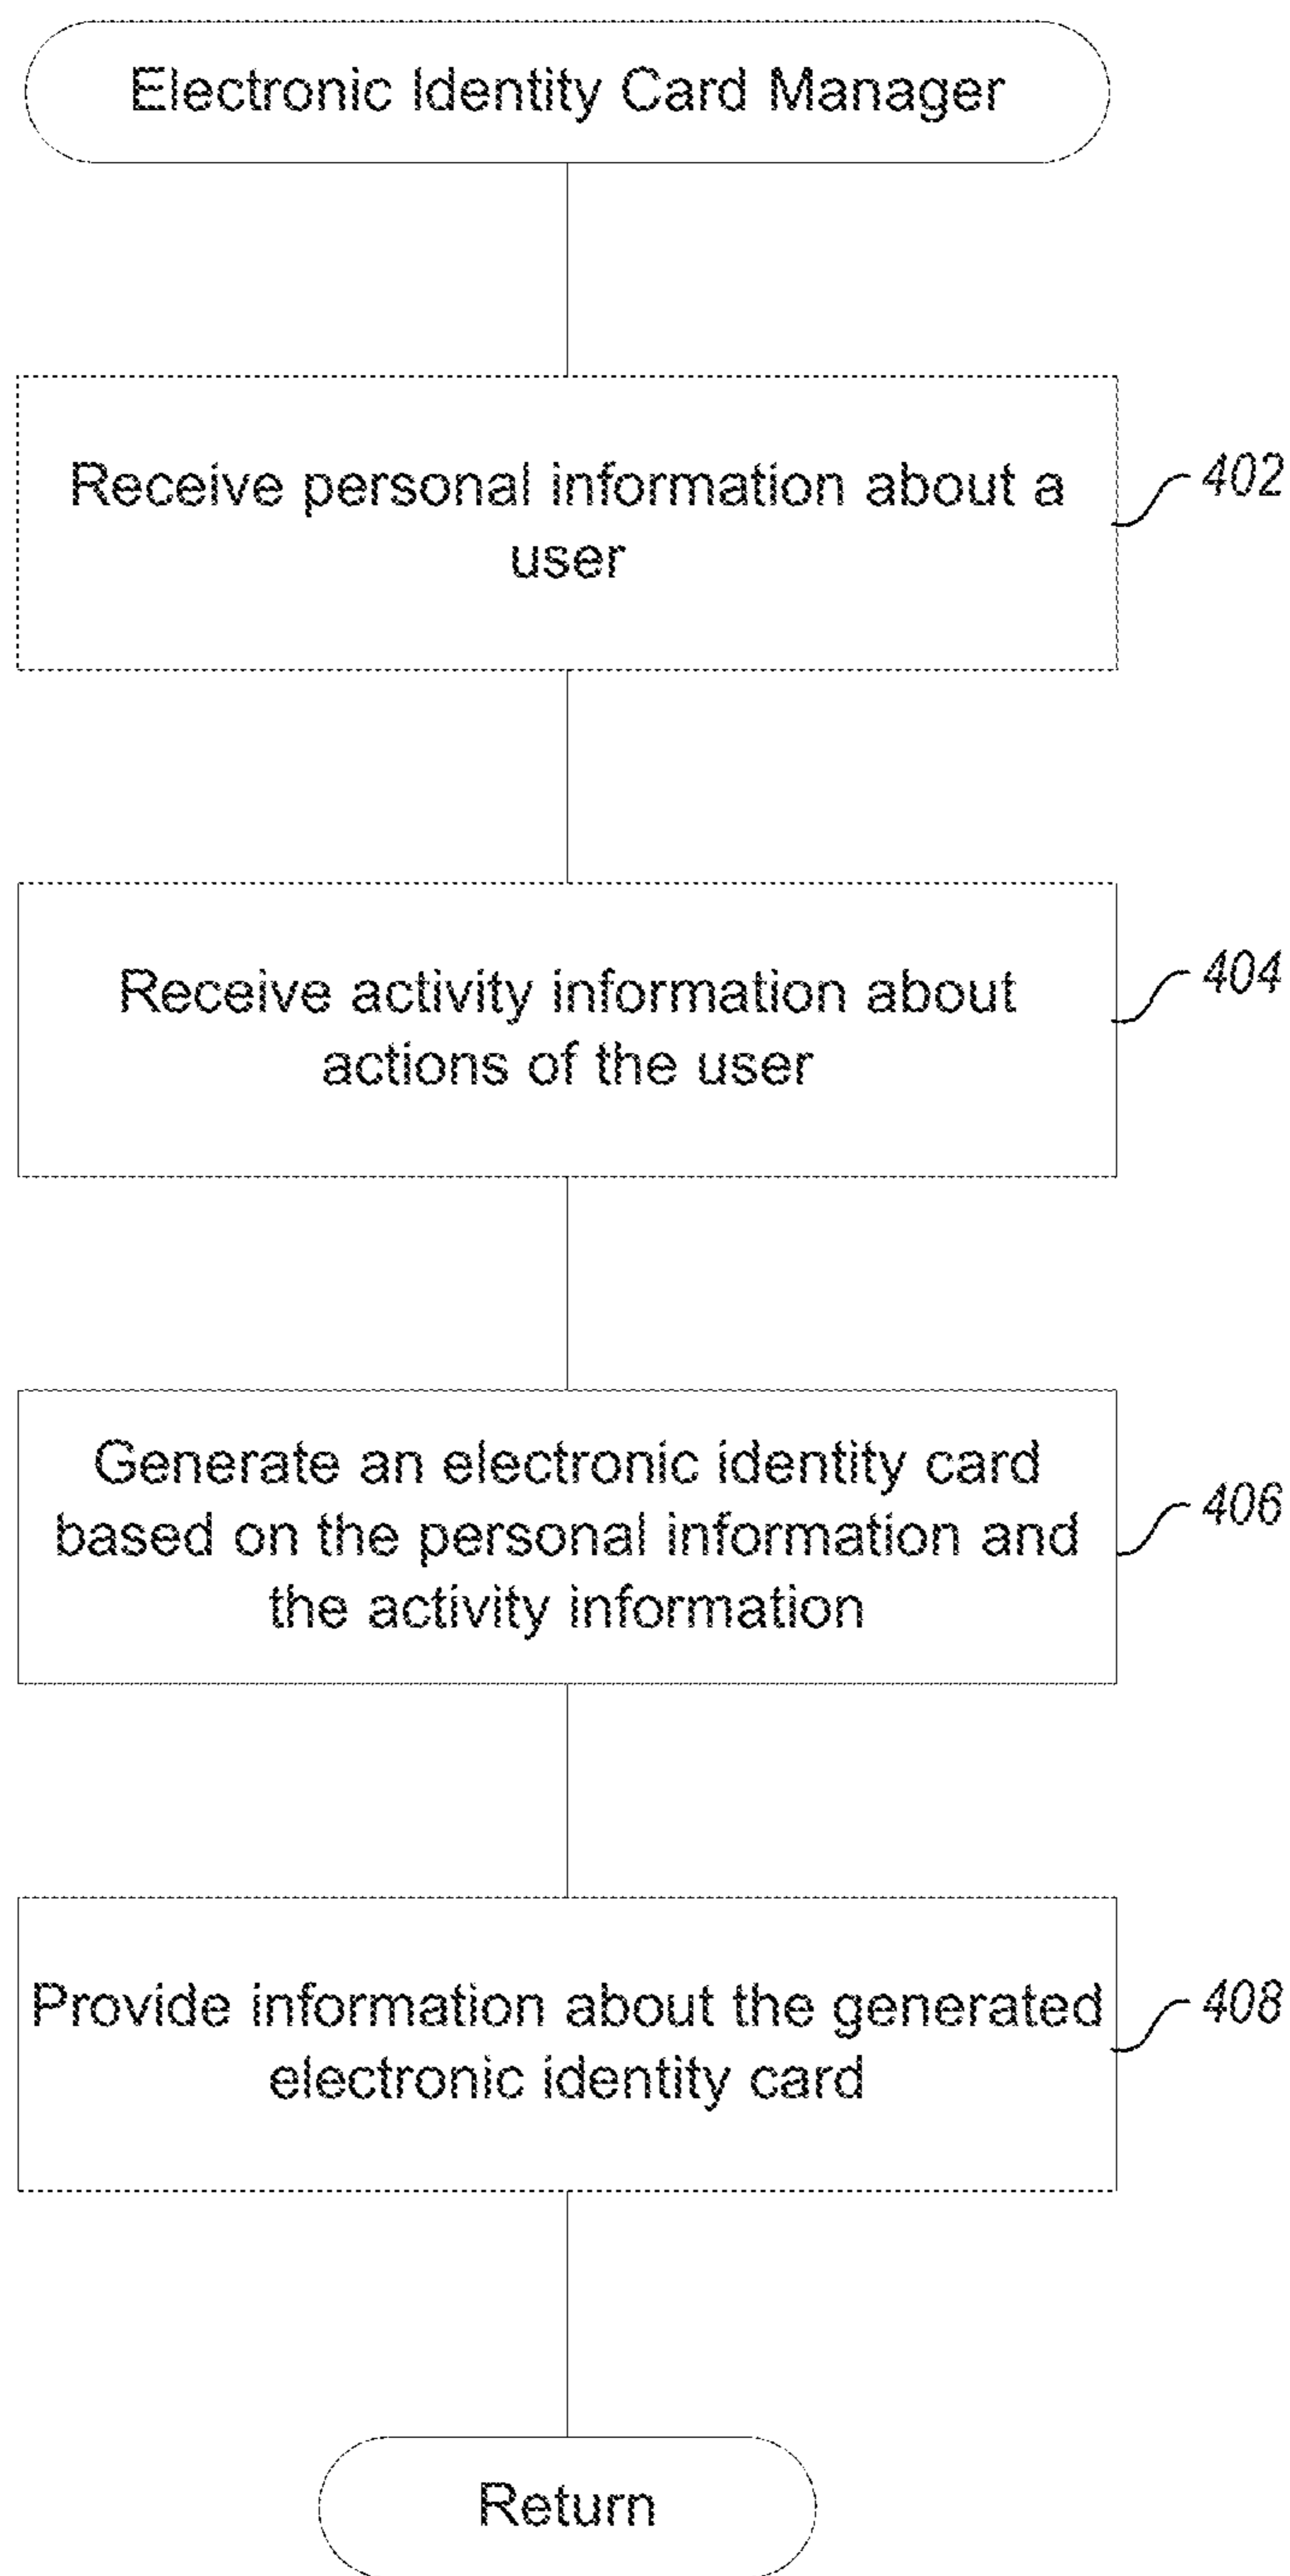 Electronic Identity Card Manager
Receive personal information about a
user
402
Receive activity information about
actions of the user
404
Generate an electronic identity card
based on the personal information and
the activity information
406
Provide information about the generated
electronic identity card
408
Return